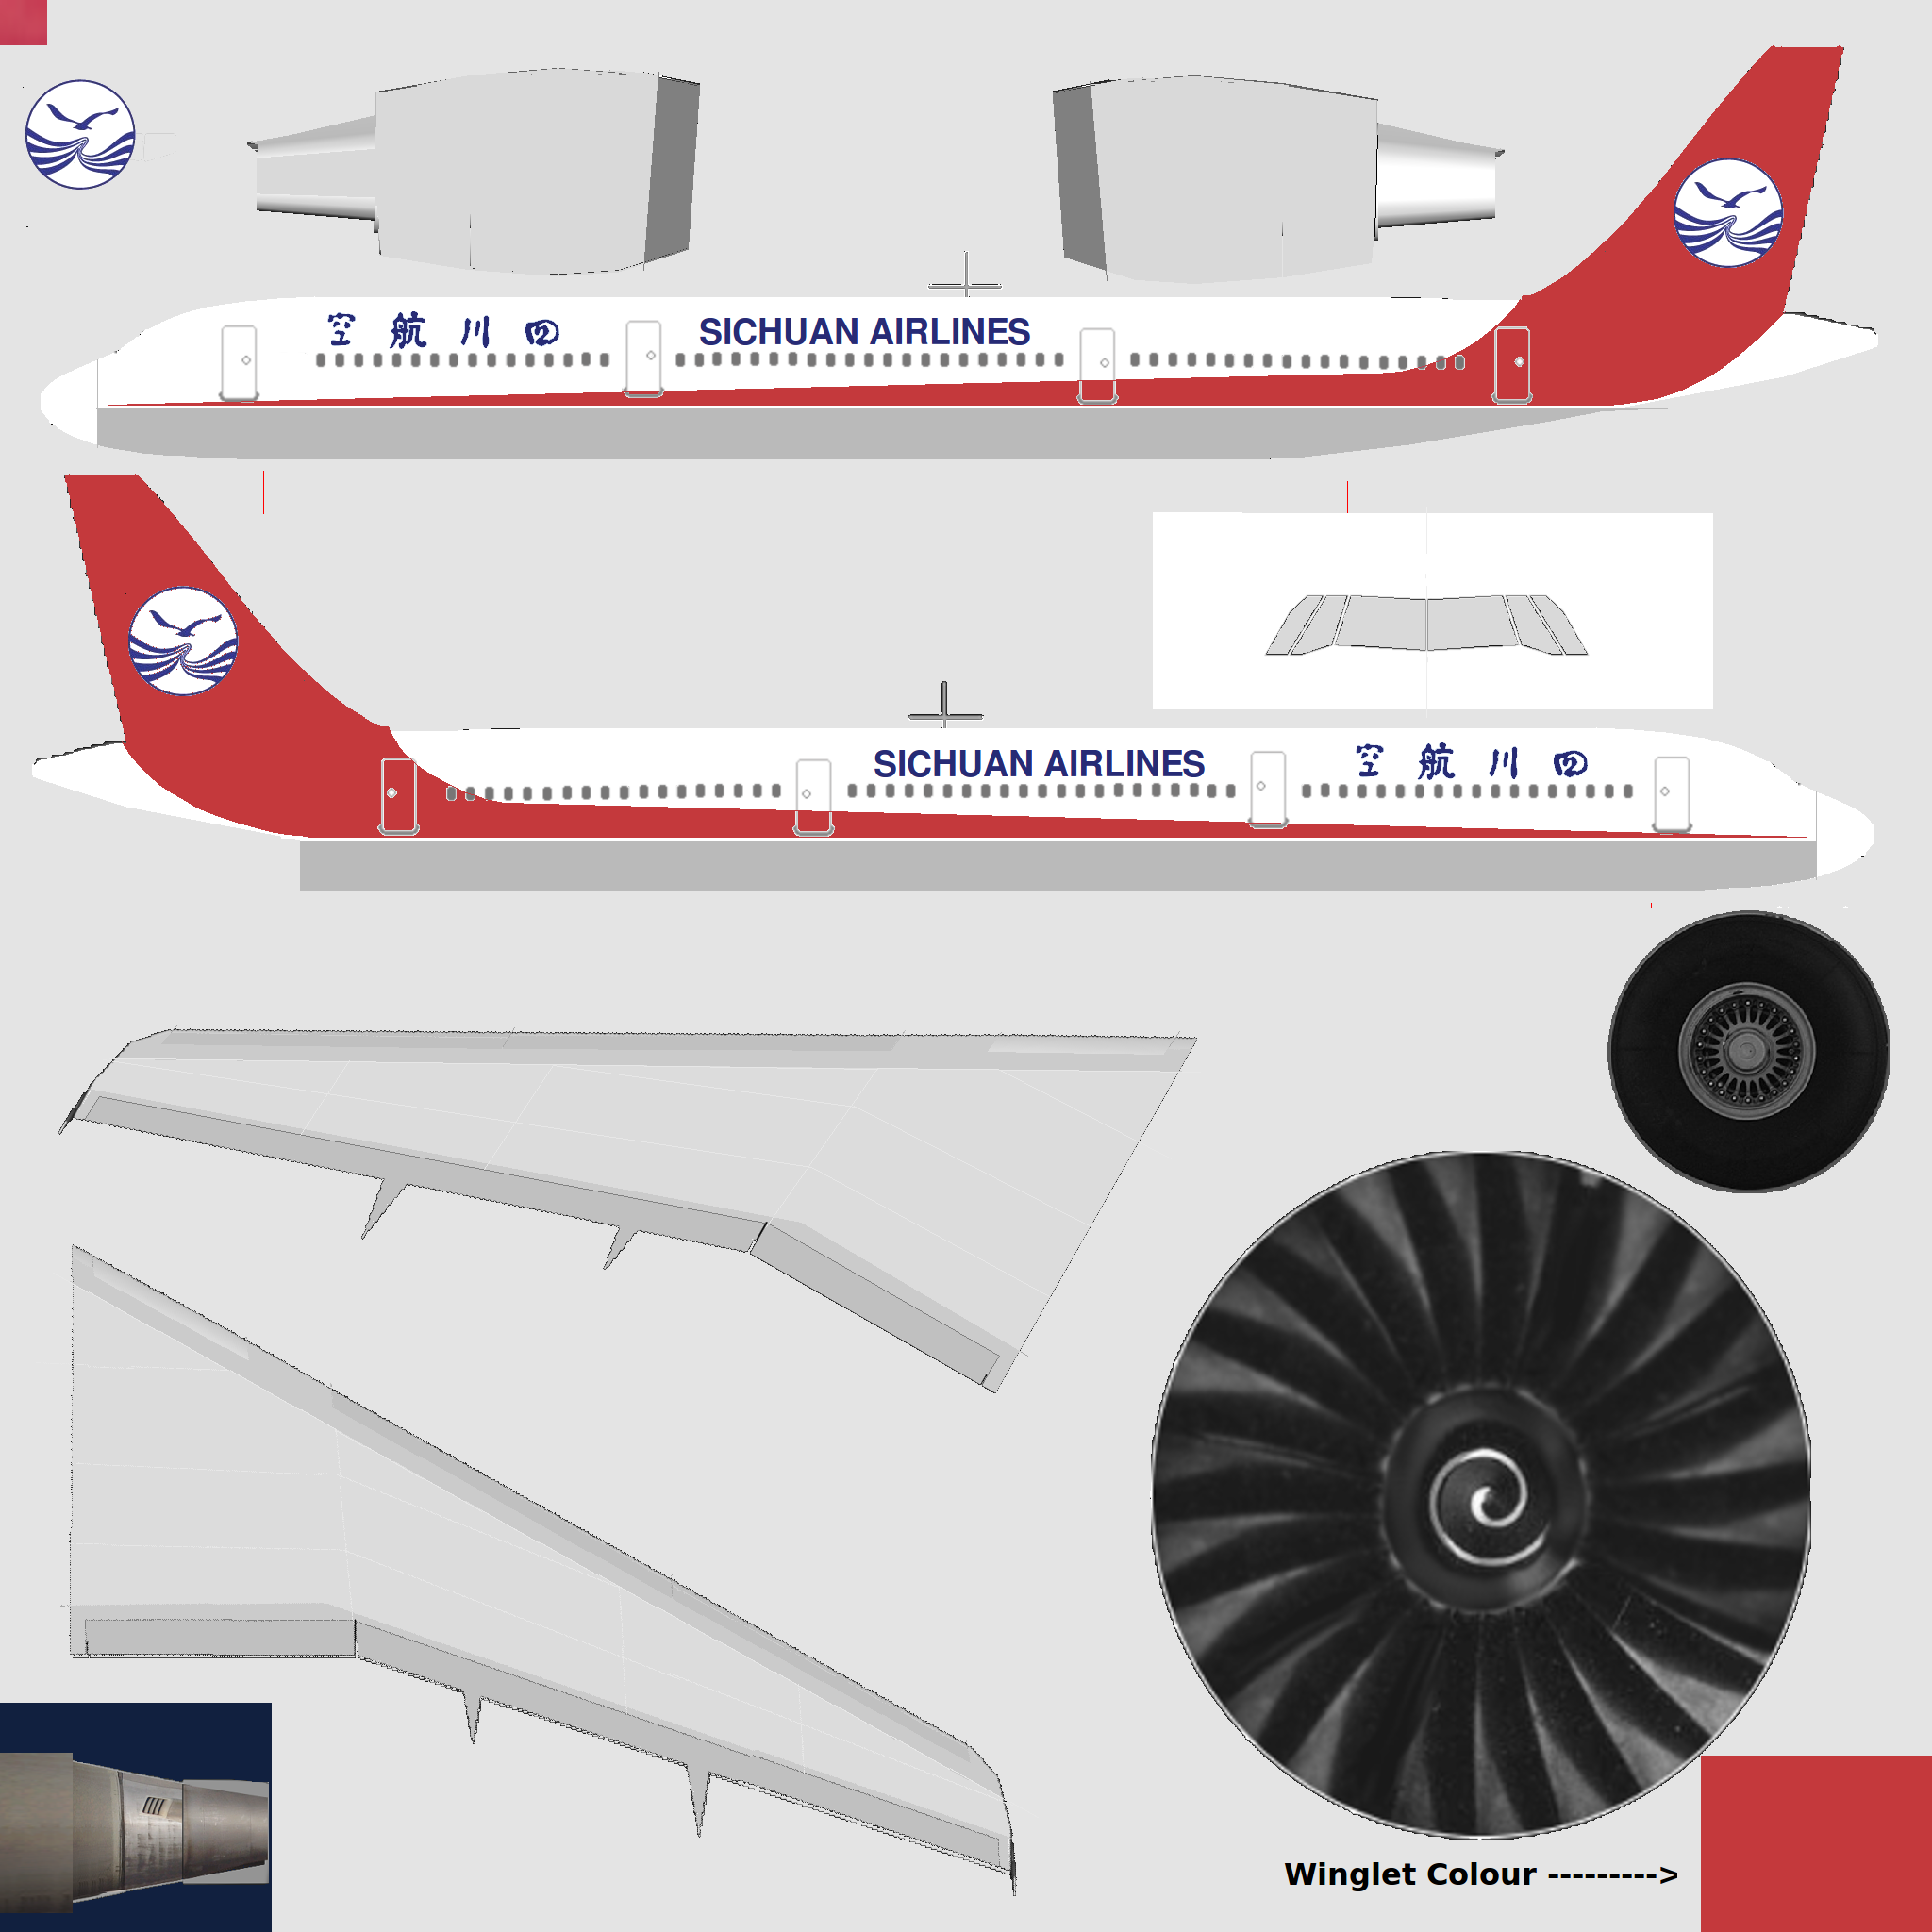 空航川四
SICHUAN AIRLINES
SICHUAN AIRLINES
空航川四
Winglet Colour --------->